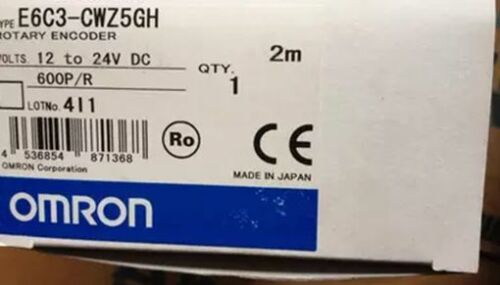 TYPE E6C3-CWZ5GH
ROTARY ENCODER
VOLTS 12 to 24V DC 2m
600P/R QTY. 1
LOTNo. 411
Ro CE
4 536854 871368
OMRON Corporation MADE IN JAPAN
OMRON